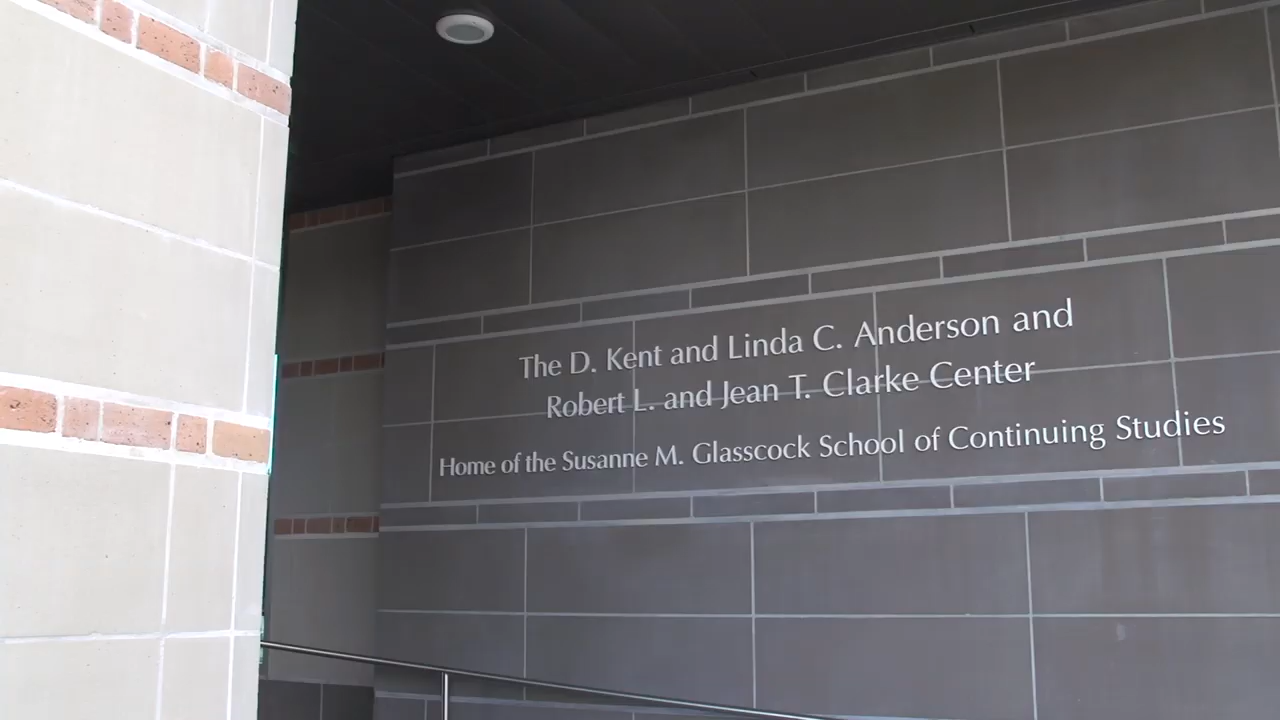 The D. Kent and Linda C. Anderson and
Robert L. and Jean T. Clarke Center
Home of the Susanne M. Glasscock School of Continuing Studies